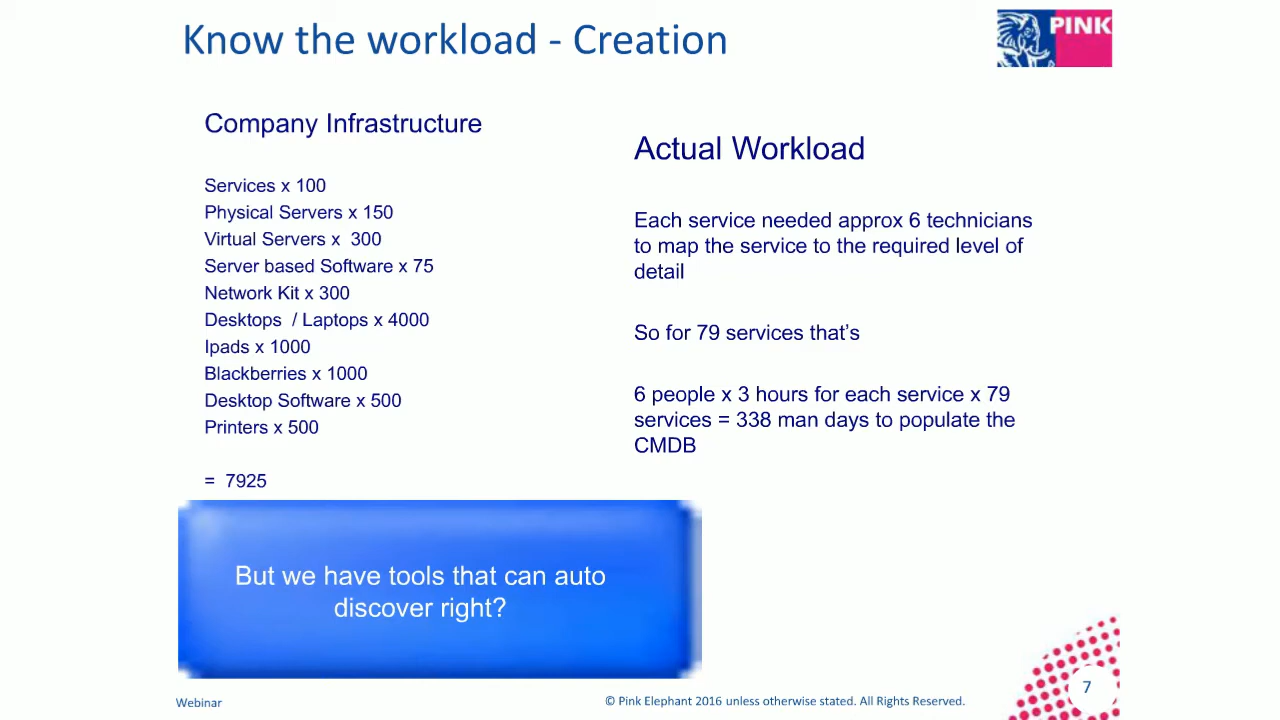 Know the workload - Creation
PINK
Company Infrastructure
Services x 100
Physical Servers x 150
Virtual Servers x  300
Server based Software x 75
Network Kit x 300
Desktops  / Laptops x 4000
Ipads x 1000
Blackberries x 1000
Desktop Software x 500
Printers x 500
=  7925
Actual Workload
Each service needed approx 6 technicians
to map the service to the required level of
detail
So for 79 services that's
6 people x 3 hours for each service x 79
services = 338 man days to populate the
CMDB
But we have tools that can auto
discover right?
Webinar
© Pink Elephant 2016 unless otherwise stated. All Rights Reserved.
7